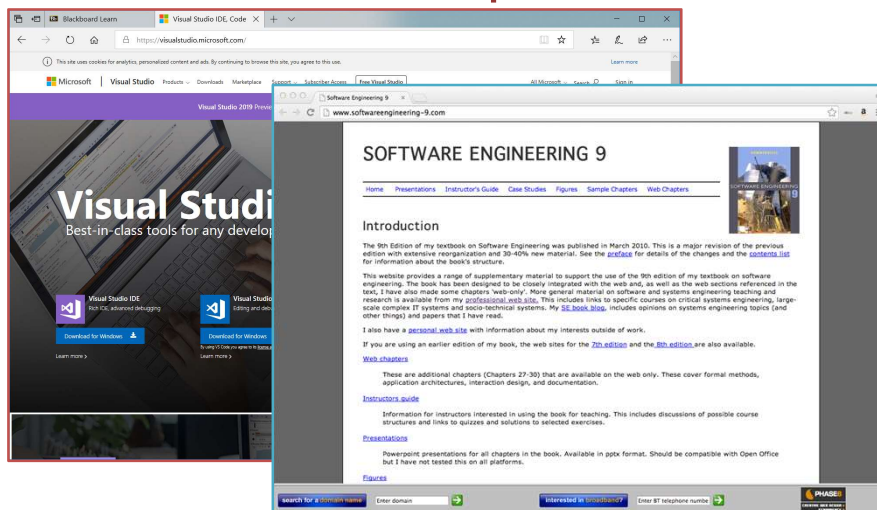 Blackboard Learn
Visual Studio IDE, Code
https://visualstudio.microsoft.com/
This site uses cookies for analytics, personalized content and ads. By continuing to browse this site, you agree to this use.
Learn more
Microsoft
Visual Studio
Products
Downloads
Marketplace
Support
Subscriber Access
Free Visual Studio
All Microsoft
Search
Sign in
Visual Studio 2019
Visual Studi
Best-in-class tools for any develop
Visual Studio IDE
Rich IDE, advanced debugging
Download for Windows
Learn more >
Visual Studio
Editing and deb
Download for Windows
By using VS Code you agree to its
Learn more >
Software Engineering 9
www.softwareengineering-9.com
SOFTWARE ENGINEERING 9
Home Presentations Instructor's Guide Case Studies Figures Sample Chapters Web Chapters
SOFTWARE ENGINEERING
9
Introduction
The 9th Edition of my textbook on Software Engineering was published in March 2010. This is a major revision of the previous
edition with extensive reorganization and 30-40% new material. See the preface for details of the changes and the contents list
for information about the book's structure.
This website provides a range of supplementary material to support the use of the 9th edition of my textbook on software
engineering. The book has been designed to be closely integrated with the web and, as well as the web sections referenced in the
text, I have also made some chapters 'web-only'. More general material on software and systems engineering teaching and
research is available from my professional web site. This includes links to specific courses on critical systems engineering, large-
scale complex IT systems and socio-technical systems. My SE book blog, includes opinions on systems engineering topics (and
other things) and papers that I have read.
I also have a personal web site with information about my interests outside of work.
If you are using an earlier edition of my book, the web sites for the 7th edition and the 8th edition are also available.
Web chapters
These are additional chapters (Chapters 27-30) that are available on the web only. These cover formal methods,
application architectures, interaction design, and documentation.
Instructors guide
Information for instructors interested in using the book for teaching. This includes discussions of possible course
structures and links to quizzes and solutions to selected exercises.
Presentations
Powerpoint presentations for all chapters in the book. Available in pptx format. Should be compatible with Open Office
but I have not tested this on all platforms.
Figures
search for a domain name
Enter domain
interested in broadband?
Enter BT telephone numbe
PHASE8